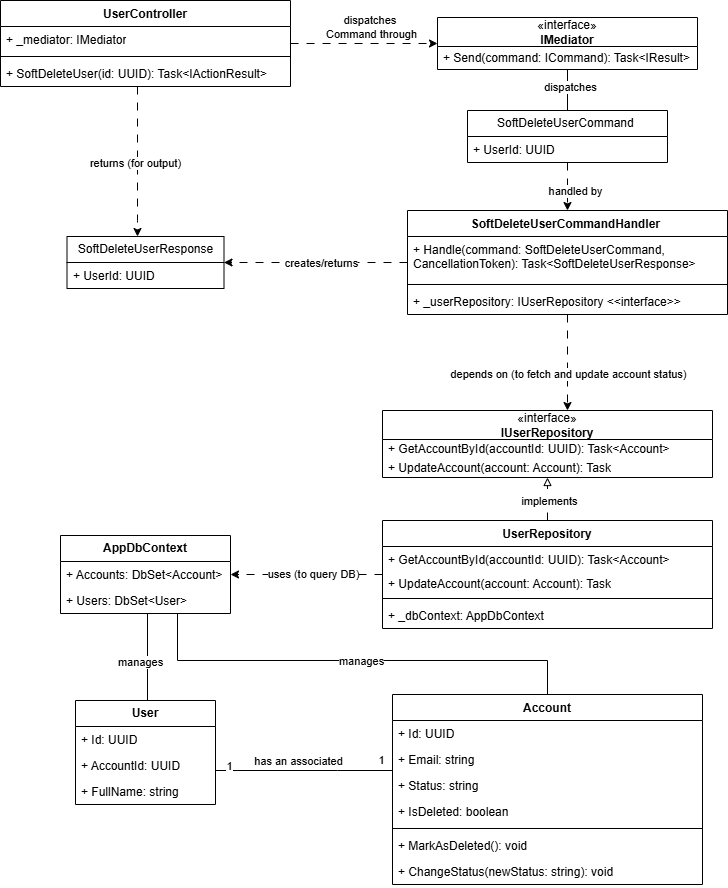 UserController
+ _mediator: IMediator
+ SoftDeleteUser(id: UUID): Task<IActionResult>
dispatches
Command through
«interface»
IMediator
+ Send(command: ICommand): Task<IResult>
dispatches
SoftDeleteUserCommand
+ UserId: UUID
returns (for output)
handled by
SoftDeleteUserResponse
+ UserId: UUID
creates/returns
SoftDeleteUserCommandHandler
+ Handle(command: SoftDeleteUserCommand,
CancellationToken): Task<SoftDeleteUserResponse>
+ _userRepository: IUserRepository <<interface>>
depends on (to fetch and update account status)
«interface»
IUserRepository
+ GetAccountById(accountId: UUID): Task<Account>
+ UpdateAccount(account: Account): Task
implements
UserRepository
+ GetAccountById(accountId: UUID): Task<Account>
+ UpdateAccount(account: Account): Task
+ _dbContext: AppDbContext
uses (to query DB)
AppDbContext
+ Accounts: DbSet<Account>
+ Users: DbSet<User>
manages
manages
User
+ Id: UUID
+ AccountId: UUID
+ FullName: string
1
has an associated
1
Account
+ Id: UUID
+ Email: string
+ Status: string
+ IsDeleted: boolean
+ MarkAsDeleted(): void
+ ChangeStatus(newStatus: string): void